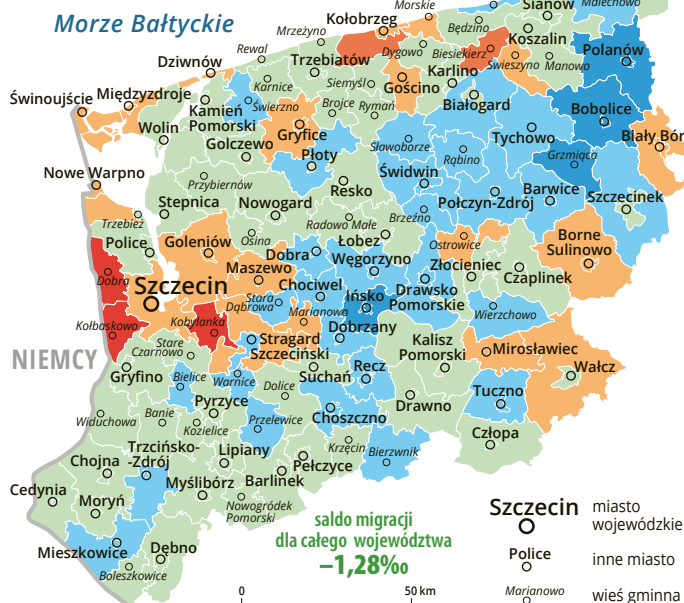 Morskie
Sianów
Malechowo
Kołobrzeg
Morze Bałtyckie
Mrzeżyno
Będzino
Koszalin
Polanów
Dygowo
Biesiekierz
Rewal
Trzebiatów
Świeszyno
Manowo
Dziwnów
Karlino
Siemyśl
Gościno
Karnice
Świnoujście
Międzyzdroje
Świerzno
Białogard
Brojce
Rymań
Bobolice
Kamień
Pomorski
Wolin
Gryfice
Tychowo
Biały Bór
Golczewo
Sławoborze
Rąbino
Grzmiąca
Płoty
Nowe Warpno
Świdwin
Przybiernów
Resko
Barwice
Szczecinek
Połczyn-Zdrój
Stepnica
Nowogard
Brzeźno
Trzebież
Radowo Małe
Osina
Łobez
Ostrowice
Borne
Sulinowo
Police
Goleniów
Dobra
Węgorzyno
Złocieniec
Maszewo
Czaplinek
Dobra
Szczecin
Chociwel
Ińsko
Drawsko
Pomorskie
Stara
Dąbrowa
Marianowo
Wierzchowo
Kołbaskowo
Kobylanka
Dobrzany
Stargard
Szczeciński
Kalisz
Pomorski
Mirosławiec
Stare
Czarnowo
NIEMCY
Wałcz
Gryfino
Bielice
Warnice
Suchań
Recz
Dolice
Tuczno
Pyrzyce
Drawno
Widuchowa
Banie
Kozielice
Przelewice
Choszczno
Człopa
Trzcińsko-
-Zdrój
Lipiany
Krzęcin
Bierzwnik
Chojna
Pełczyce
Cedynia
Myślibórz
Barlinek
Moryń
Nowogródek
Pomorski
Szczecin
miasto
wojewódzkie
saldo migracji
dla całego województwa
–1,28‰
Mieszkowice
Dębno
Police
inne miasto
Boleszkowice
0
50 km
Marianowo
wieś gminna